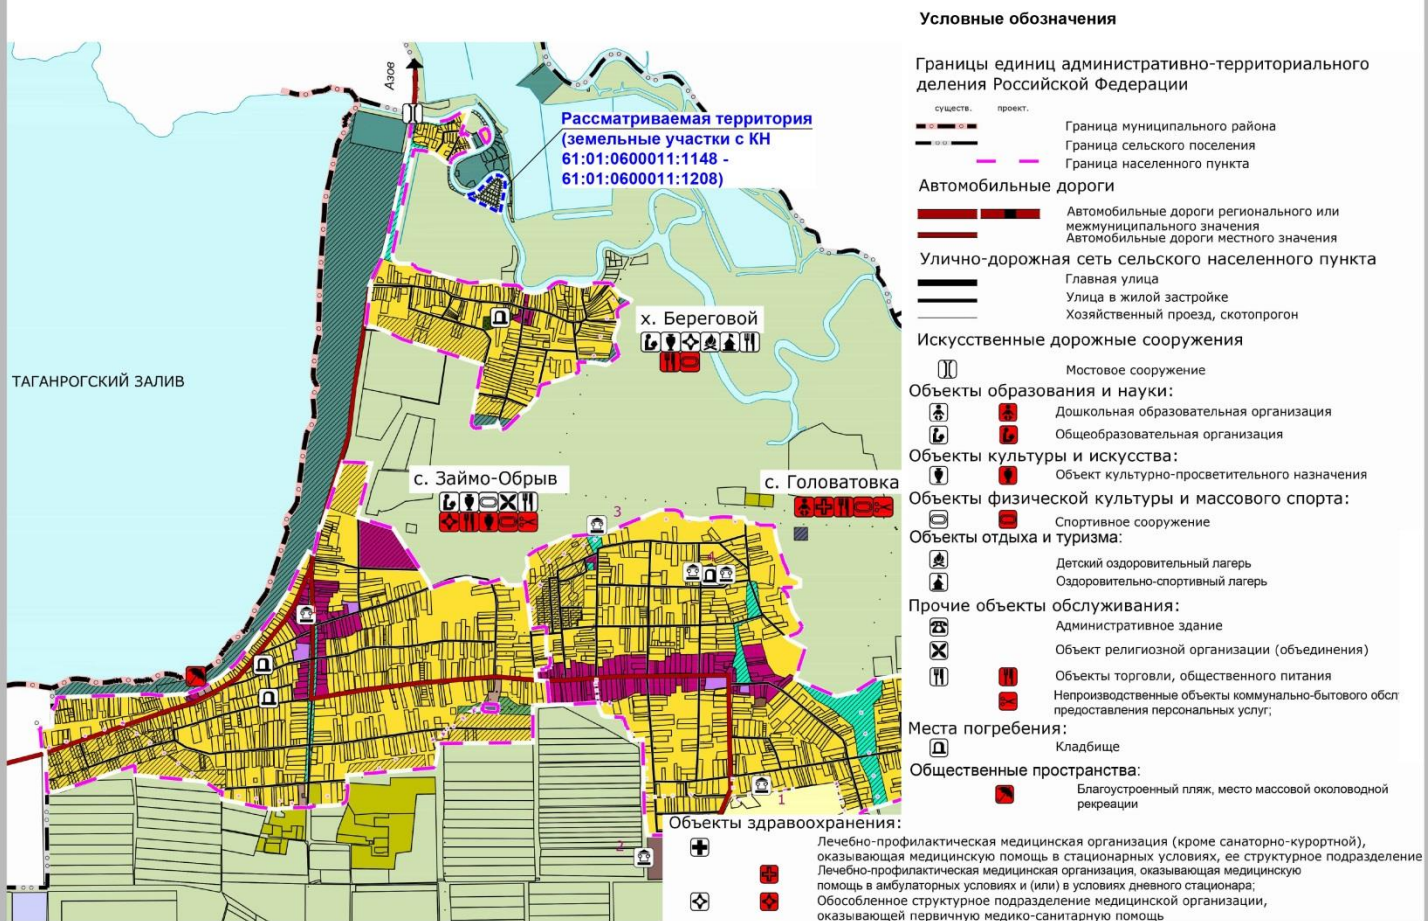 Азов
Рассматриваемая территория
(земельные участки с КН
61:01:0600011:1148 -
61:01:0600011:1208)
х. Береговой
ТАГАНРОГСКИЙ ЗАЛИВ
с. Займо-Обрыв
с. Головатовка
3
4
1
2
Условные обозначения
Границы единиц административно-территориального
деления Российской Федерации
существ. проект.
Граница муниципального района
Граница сельского поселения
Граница населенного пункта
Автомобильные дороги
Автомобильные дороги регионального или
межмуниципального значения
Автомобильные дороги местного значения
Улично-дорожная сеть сельского населенного пункта
Главная улица
Улица в жилой застройке
Хозяйственный проезд, скотопрогон
Искусственные дорожные сооружения
Мостовое сооружение
Объекты образования и науки:
Дошкольная образовательная организация
Общеобразовательная организация
Объекты культуры и искусства:
Объект культурно-просветительного назначения
Объекты физической культуры и массового спорта:
Спортивное сооружение
Объекты отдыха и туризма:
Детский оздоровительный лагерь
Оздоровительно-спортивный лагерь
Прочие объекты обслуживания:
Административное здание
Объект религиозной организации (объединения)
Объекты торговли, общественного питания
Непроизводственные объекты коммунально-бытового обсл
предоставления персональных услуг;
Места погребения:
Кладбище
Общественные пространства:
Благоустроенный пляж, место массовой околоводной
рекреации
Объекты здравоохранения:
Лечебно-профилактическая медицинская организация (кроме санаторно-курортной),
оказывающая медицинскую помощь в стационарных условиях, ее структурное подразделение
Лечебно-профилактическая медицинская организация, оказывающая медицинскую
помощь в амбулаторных условиях и (или) в условиях дневного стационара;
Обособленное структурное подразделение медицинской организации,
оказывающей первичную медико-санитарную помощь